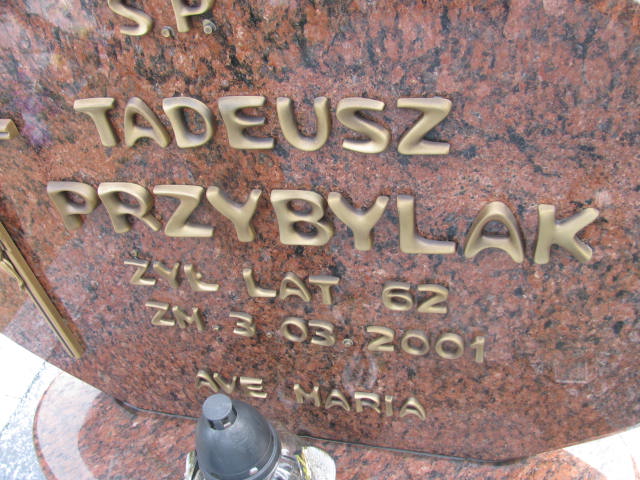 Ś.P.
TADEUSZ
PRZYBYLAK
ŻYŁ LAT 62
ZM 3.03.2001
AVE MARIA